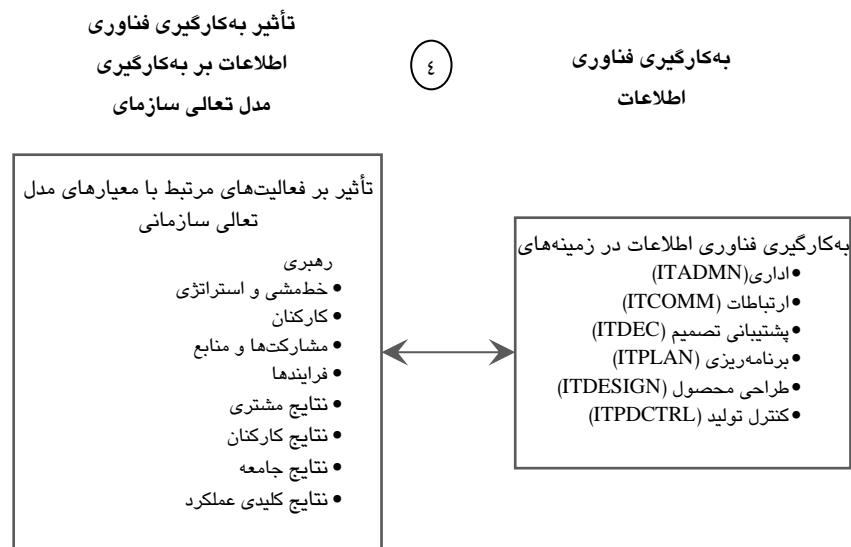 به‌کارگیری فناوری
اطلاعات
٤
تأثیر به‌کارگیری فناوری
اطلاعات بر به‌کارگیری
مدل تعالی سازمای
به‌کارگیری فناوری اطلاعات در زمینه‌های
•اداری(ITADMN)
•ارتباطات (ITCOMM)
•پشتیبانی تصمیم (ITDEC)
•برنامه‌ریزی (ITPLAN)
•طراحی محصول (ITDESIGN)
•کنترل تولید (ITPDCTRL)
تأثیر بر فعالیت‌های مرتبط با معیارهای مدل
تعالی سازمانی
رهبری
• خط‌مشی و استراتژی
• کارکنان
• مشارکت‌ها و منابع
• فرایندها
• نتایج مشتری
• نتایج کارکنان
• نتایج جامعه
• نتایج کلیدی عملکرد